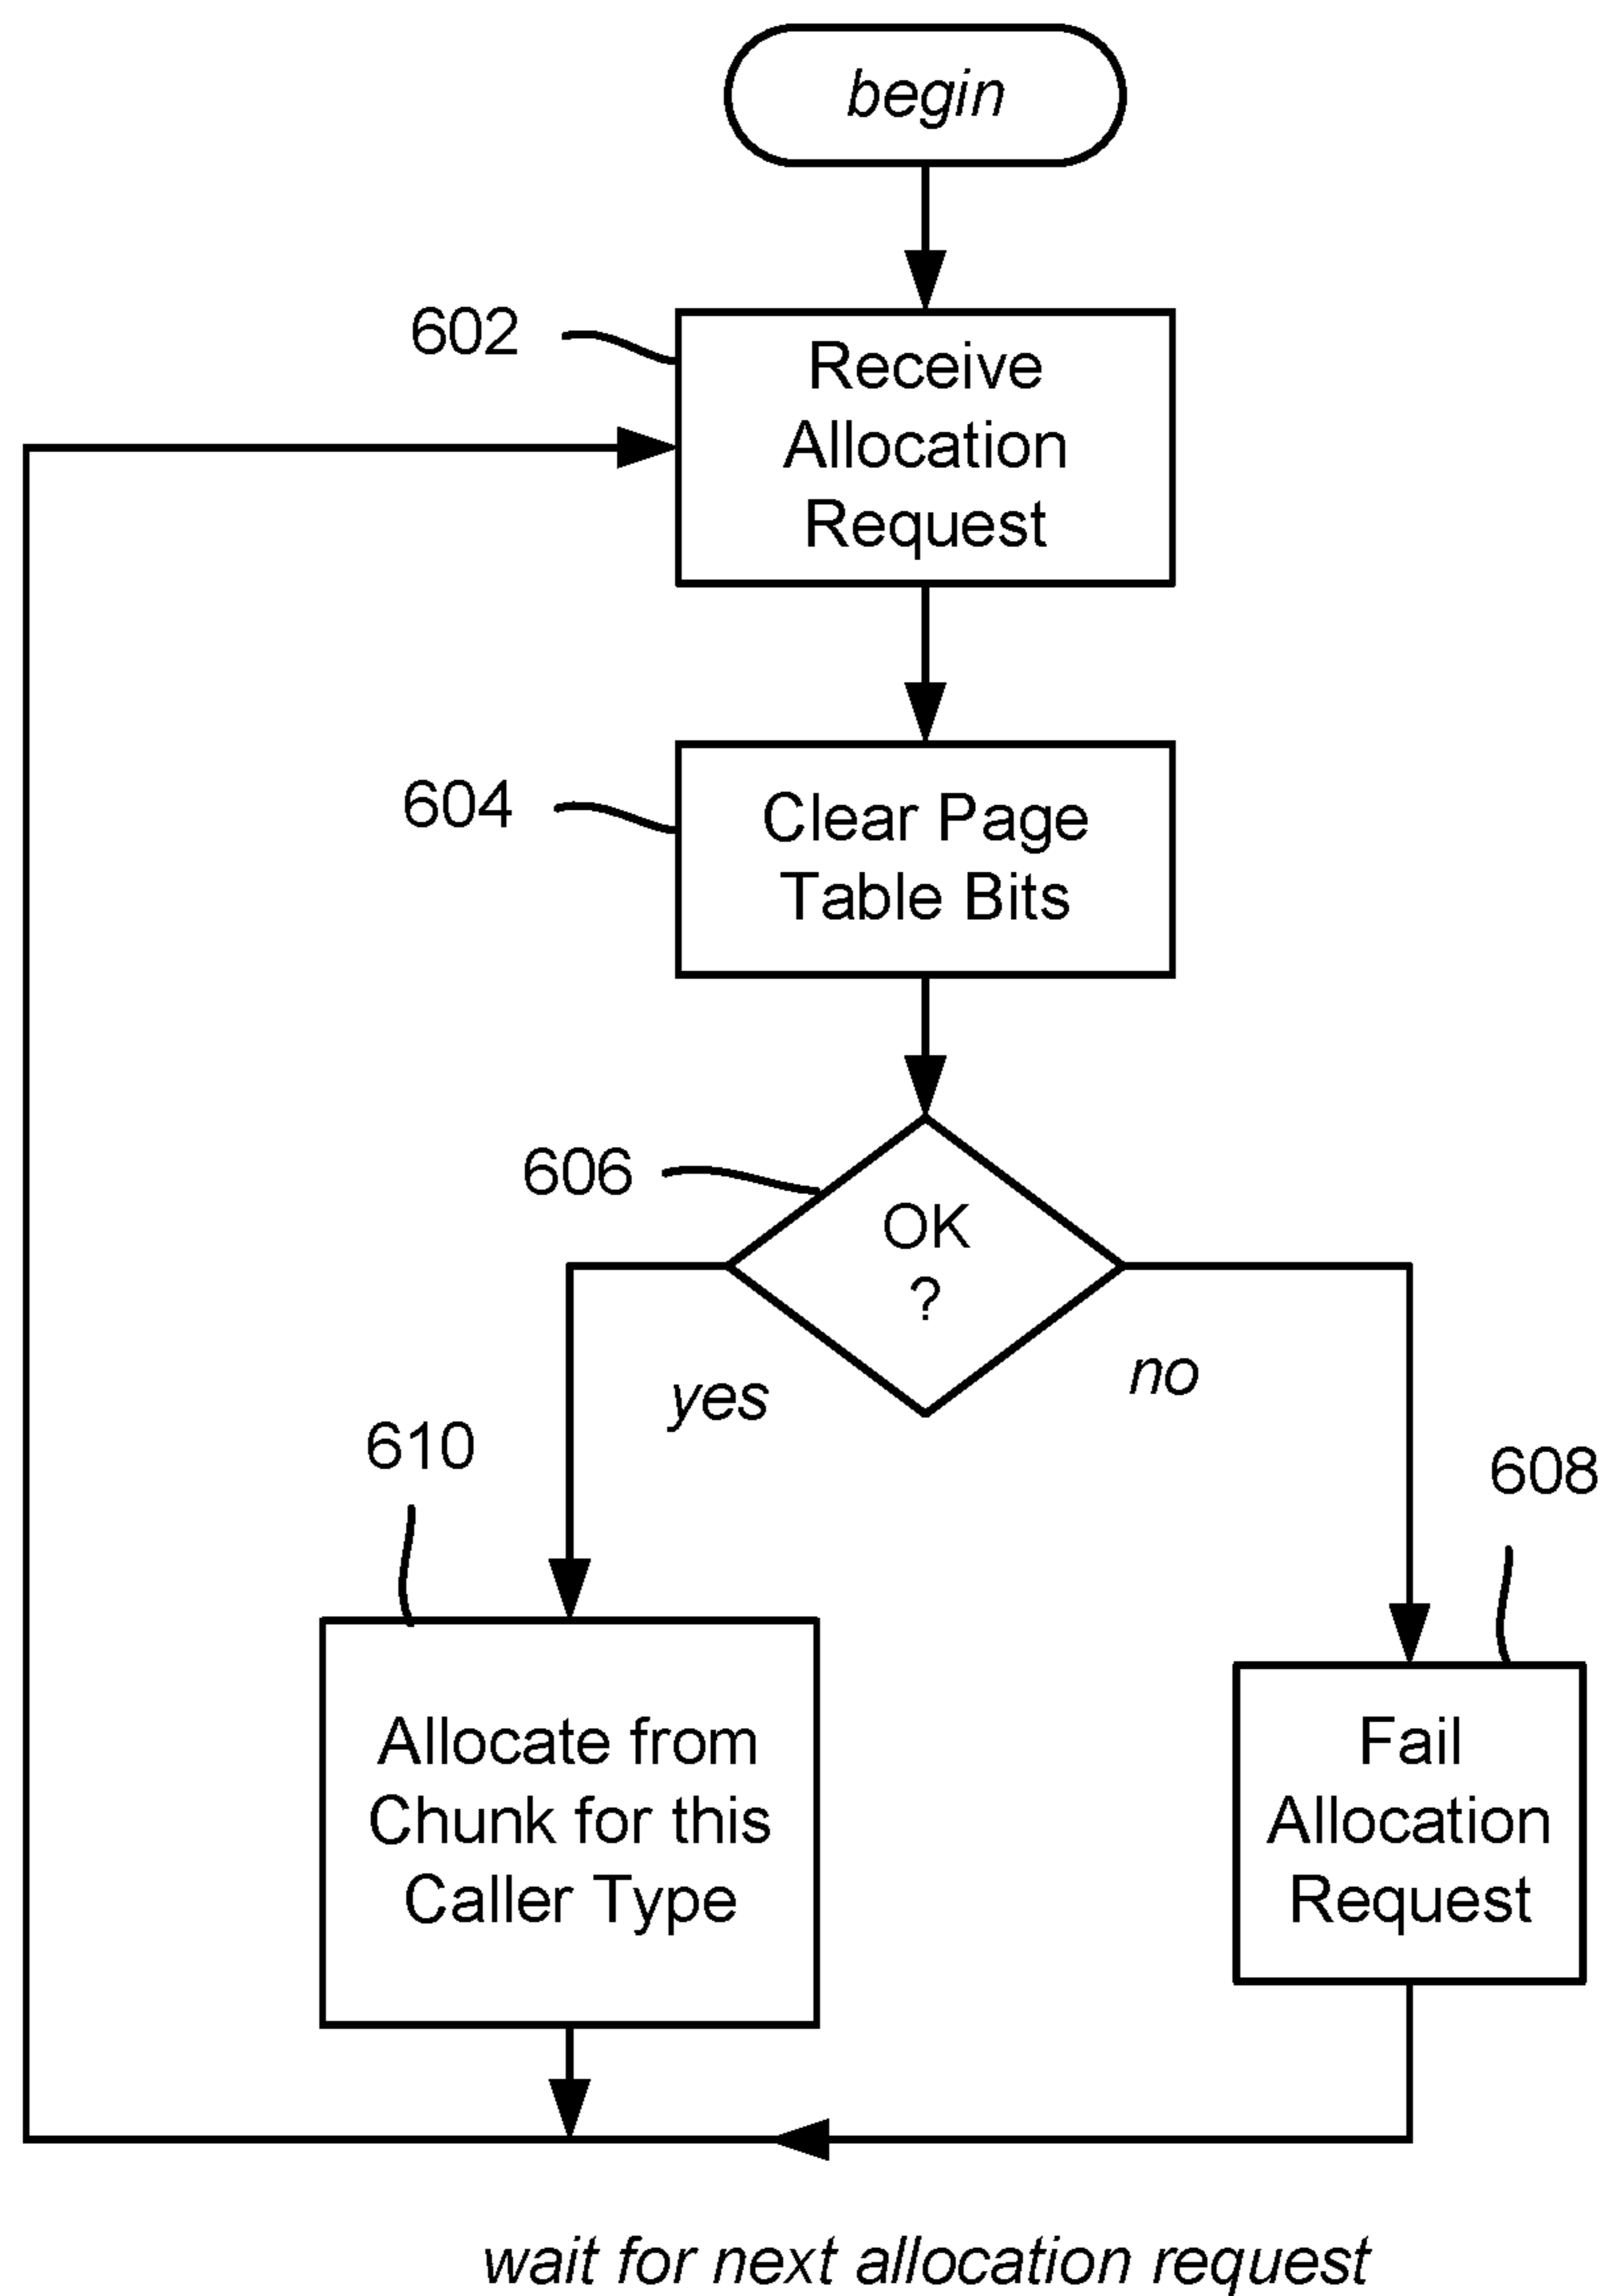 begin
602
Receive
Allocation
Request
604
Clear Page
Table Bits
606
OK
?
yes
no
610
608
Allocate from
Chunk for this
Caller Type
Fail
Allocation
Request
wait for next allocation request